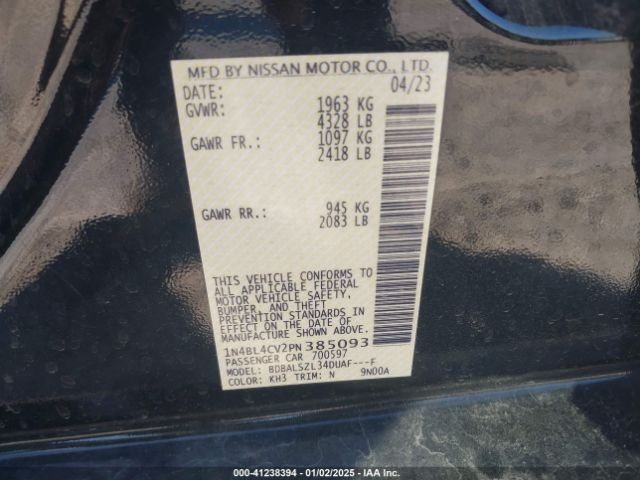 MFD BY NISSAN MOTOR CO., LTD.
DATE: 04/23
GVWR: 1963 KG
4328 LB
GAWR FR.: 1097 KG
2418 LB
GAWR RR.: 945 KG
2083 LB
THIS VEHICLE CONFORMS TO
ALL APPLICABLE FEDERAL
MOTOR VEHICLE SAFETY,
BUMPER, AND THEFT
PREVENTION STANDARDS IN
EFFECT ON THE DATE OF
MANUFACTURE SHOWN ABOVE.
1N4BL4CV2PN385093
PASSENGER CAR 700597
MODEL: BDBALSZL34DUAF---F
COLOR: KH3 TRIM: N 9N00A
000-41238394 - 01/02/2025 - IAA Inc.